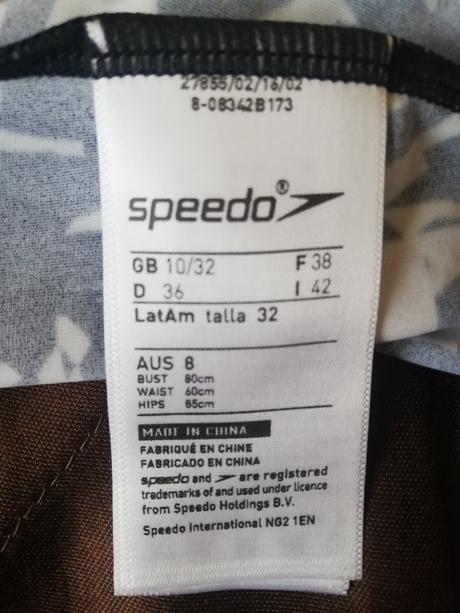 27855/02/16/02
8-08342B173
speedo®
GB 10/32 F 38
D 36 I 42
LatAm talla 32
AUS 8
BUST 80cm
WAIST 60cm
HIPS 85cm
MADE IN CHINA
FABRIQUÉ EN CHINE
FABRICADO EN CHINA
speedo and are registered
trademarks of and used under licence
from Speedo Holdings B.V.
Speedo International NG2 1EN